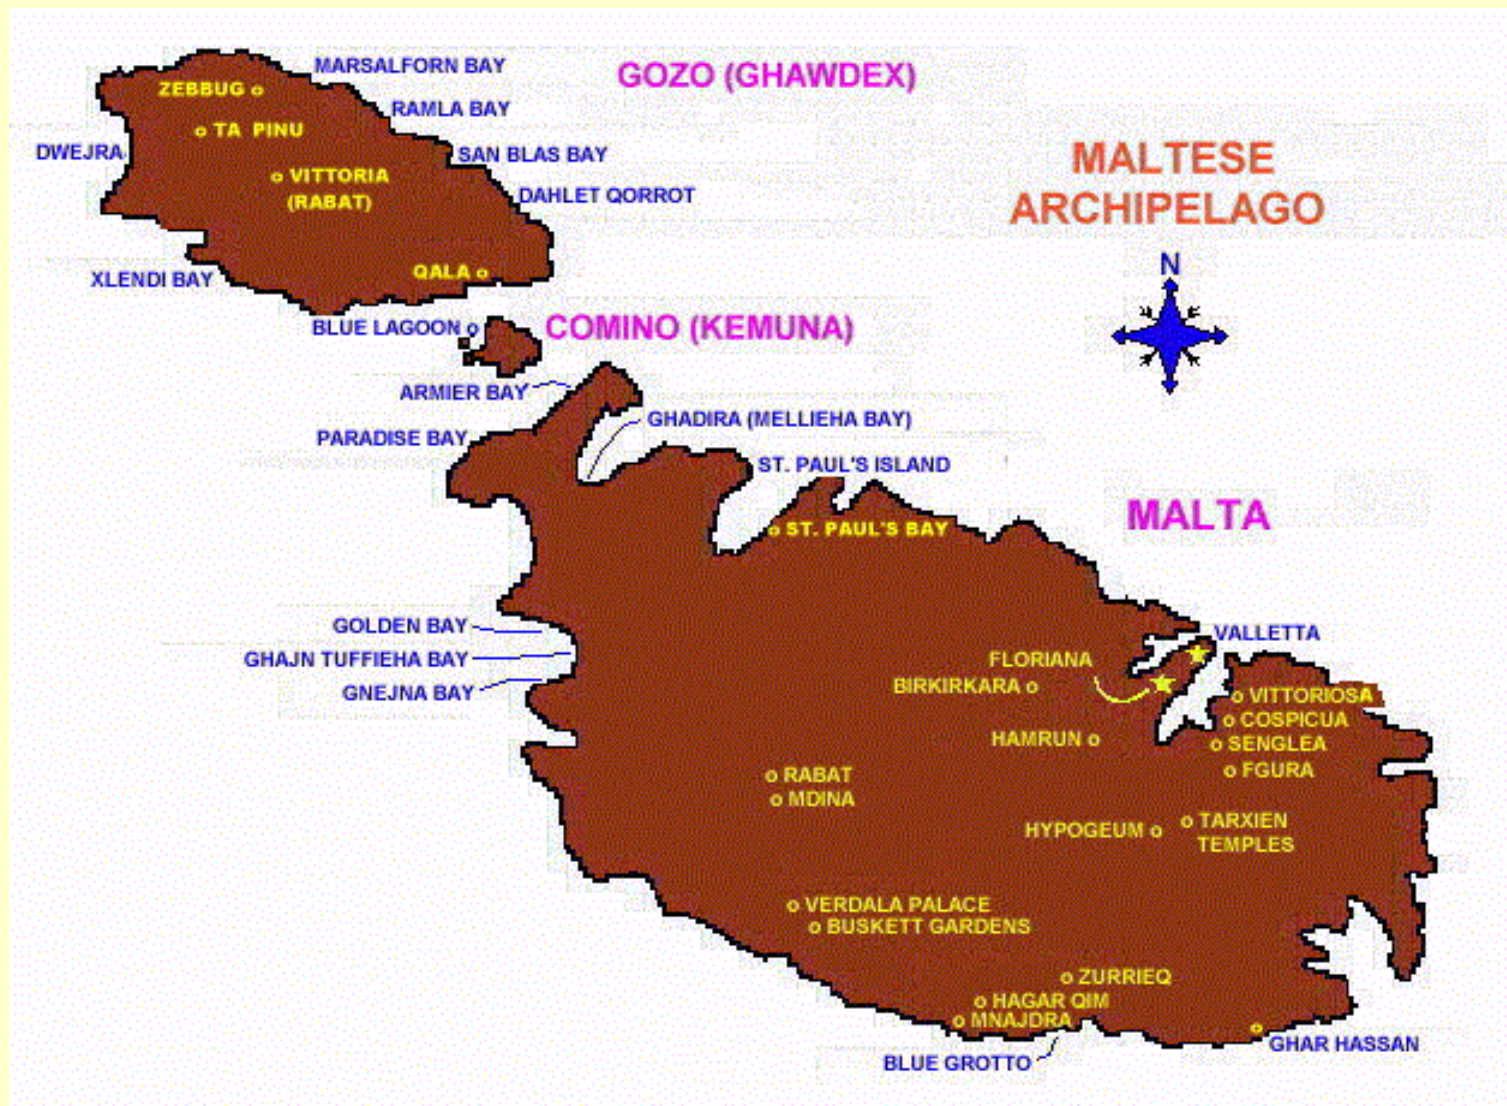 MARSALFORN BAY
GOZO (GHAWDEX)
ZEBBUG
RAMLA BAY
TA PINU
DWEJRA
SAN BLAS BAY
MALTESE
ARCHIPELAGO
VITTORIA
(RABAT)
DAHLET QORROT
N
QALA
XLENDI BAY
BLUE LAGOON
COMINO (KEMUNA)
ARMIER BAY
GHADIRA (MELLIEHA BAY)
PARADISE BAY
ST. PAUL'S ISLAND
MALTA
ST. PAUL'S BAY
GOLDEN BAY
VALLETTA
GHAJN TUFFIEHA BAY
FLORIANA
GNEJNA BAY
BIRKIRKARA
VITTORIOSA
COSPICUA
HAMRUN
SENGLEA
FGURA
RABAT
MDINA
HYPOGEUM
TARXIEN
TEMPLES
VERDALA PALACE
BUSKETT GARDENS
ZURRIEQ
HAGAR QIM
MNAJDRA
GHAR HASSAN
BLUE GROTTO